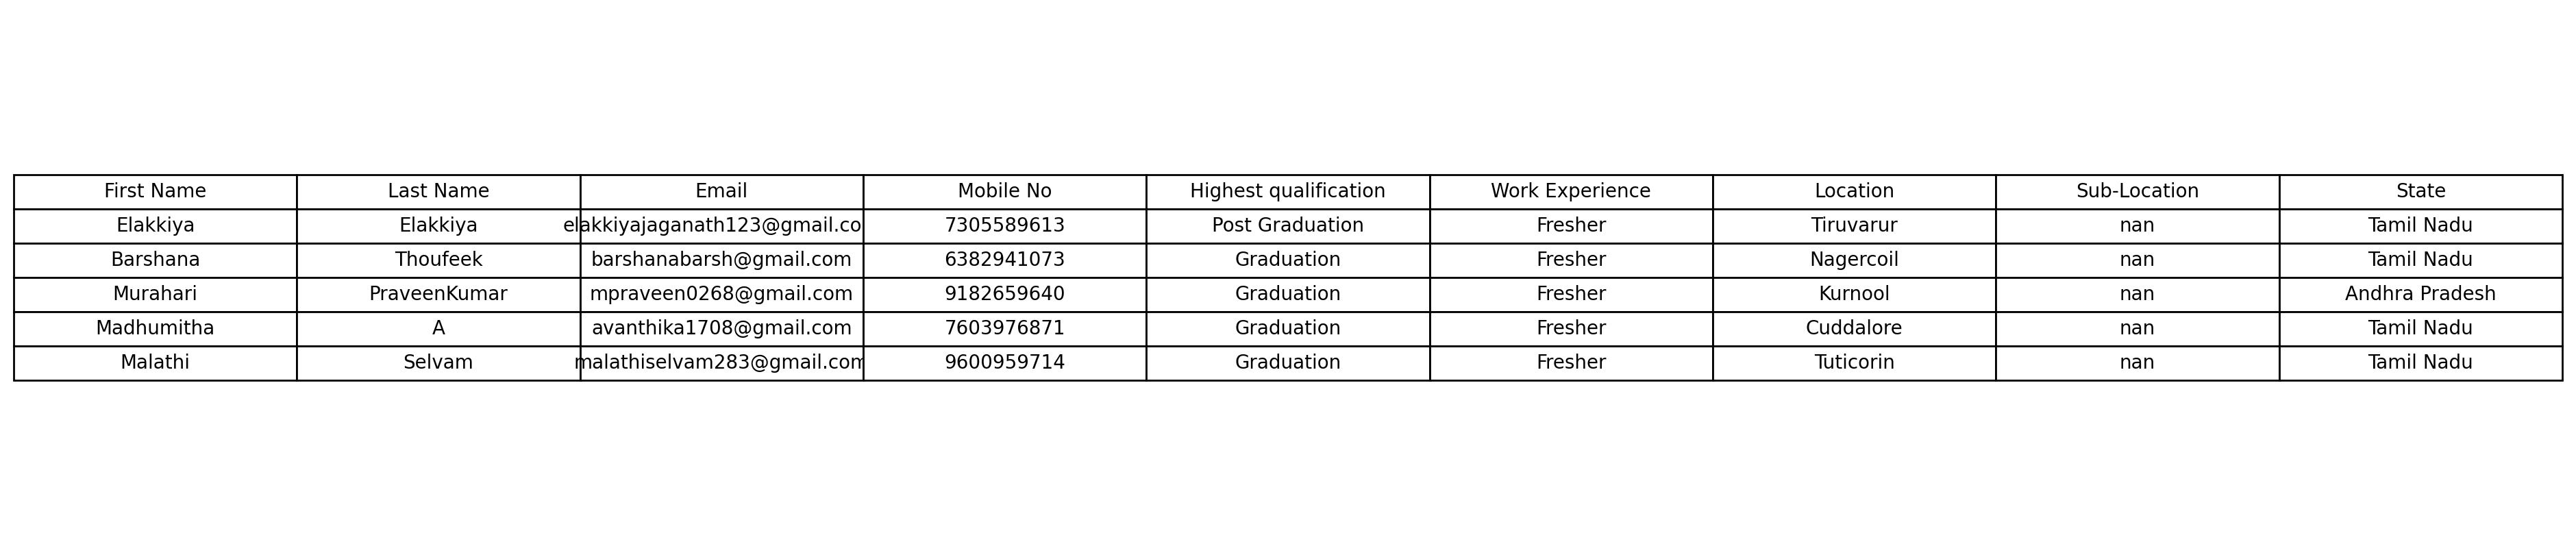 First Name Last Name Email Mobile No Highest qualification Work Experience Location Sub-Location State
Elakkiya Elakkiya elakkiyajaganath123@gmail.co 7305589613 Post Graduation Fresher Tiruvarur nan Tamil Nadu
Barshana Thoufeek barshanabarsh@gmail.com 6382941073 Graduation Fresher Nagercoil nan Tamil Nadu
Murahari PraveenKumar mpraveen0268@gmail.com 9182659640 Graduation Fresher Kurnool nan Andhra Pradesh
Madhumitha A avanthika1708@gmail.com 7603976871 Graduation Fresher Cuddalore nan Tamil Nadu
Malathi Selvam malathiselvam283@gmail.com 9600959714 Graduation Fresher Tuticorin nan Tamil Nadu